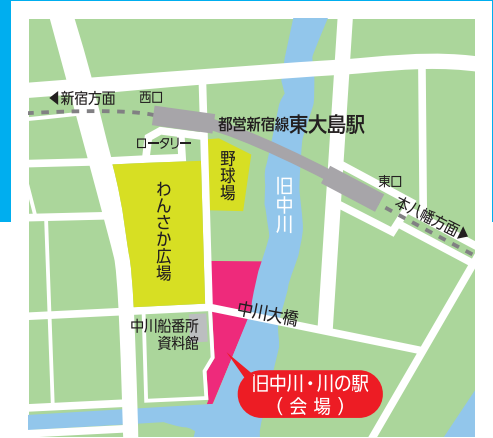 ◀新宿方面
西口
都営新宿線東大島駅
ロータリー
野球場
わんさか広場
旧中川
東口
本八幡方面▶
中川大橋
中川船番所
資料館
旧中川・川の駅
（会場）